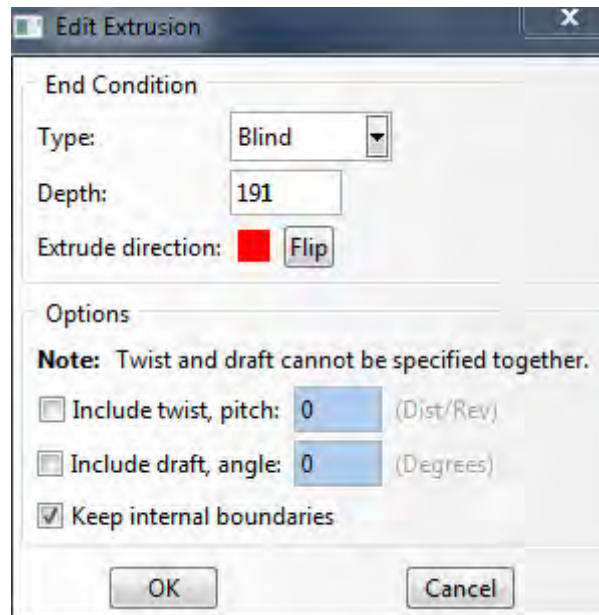 Edit Extrusion
End Condition
Type: Blind
Depth: 191
Extrude direction: Flip
Options
Note: Twist and draft cannot be specified together.
Include twist, pitch: 0 (Dist/Rev)
Include draft, angle: 0 (Degrees)
Keep internal boundaries
OK Cancel